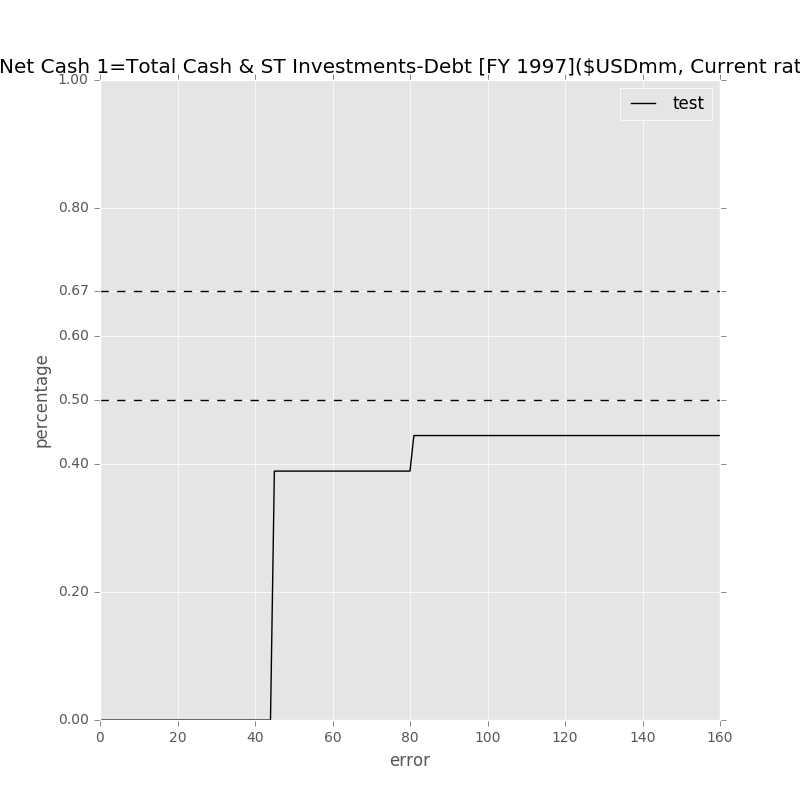 Net Cash 1=Total Cash & ST Investments-Debt [FY 1997]($USDmm, Current rat
test
1.00
0.80
0.67
0.60
0.50
0.40
0.20
0.00
percentage
0 20 40 60 80 100 120 140 160
error